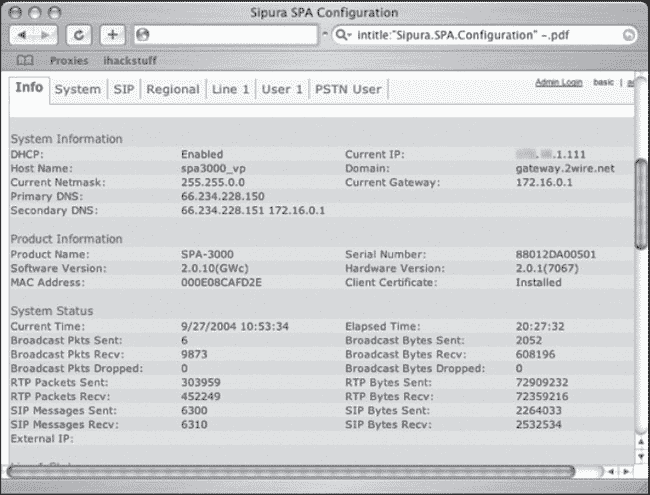 Sipura SPA Configuration
intitle:"Sipura.SPA.Configuration" -.pdf
Proxies ihackstuff
Info System SIP Regional Line 1 User 1 PSTN User Admin Login basic |
System Information
DHCP: Enabled Current IP: .1.111
Host Name: spa3000_vp Domain: gateway.2wire.net
Current Netmask: 255.255.0.0 Current Gateway: 172.16.0.1
Primary DNS: 66.234.228.150
Secondary DNS: 66.234.228.151 172.16.0.1
Product Information
Product Name: SPA-3000 Serial Number: 88012DA00501
Software Version: 2.0.10(GWc) Hardware Version: 2.0.1(7067)
MAC Address: 000E08CAFD2E Client Certificate: Installed
System Status
Current Time: 9/27/2004 10:53:34 Elapsed Time: 20:27:32
Broadcast Pkts Sent: 6 Broadcast Bytes Sent: 2052
Broadcast Pkts Recv: 9873 Broadcast Bytes Recv: 608196
Broadcast Pkts Dropped: 0 Broadcast Bytes Dropped: 0
RTP Packets Sent: 303959 RTP Bytes Sent: 72909232
RTP Packets Recv: 452249 RTP Bytes Recv: 72359216
SIP Messages Sent: 6300 SIP Bytes Sent: 2264033
SIP Messages Recv: 6310 SIP Bytes Recv: 2532534
External IP: